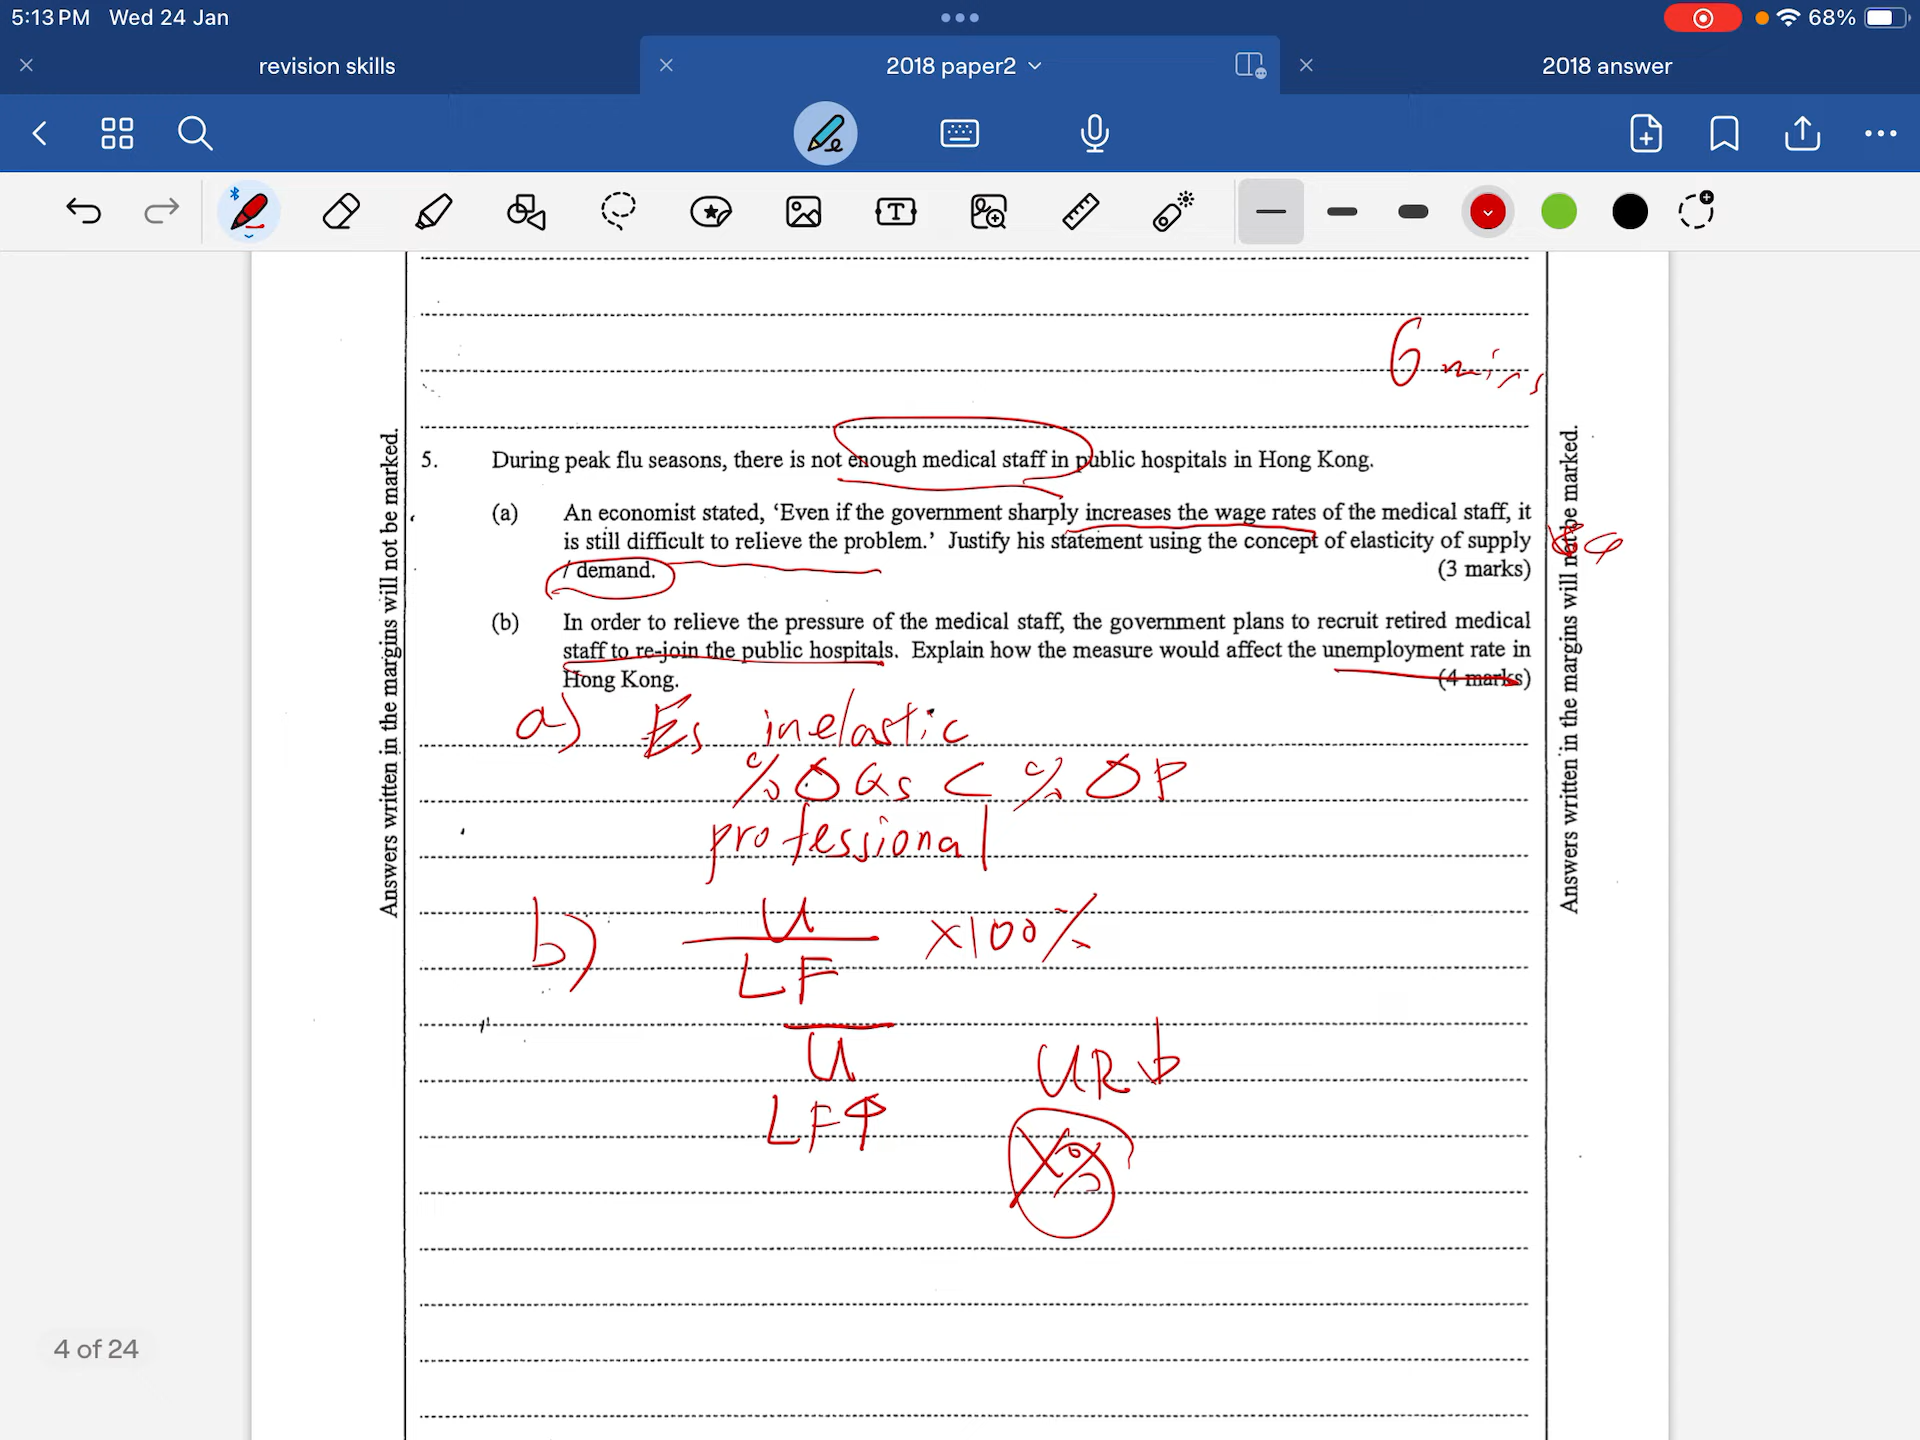 5:13 PM Wed 24 Jan
68%
revision skills
2018 paper2
2018 answer
6 mins
5. During peak flu seasons, there is not enough medical staff in public hospitals in Hong Kong.
(a) An economist stated, ‘Even if the government sharply increases the wage rates of the medical staff, it
is still difficult to relieve the problem.’ Justify his statement using the concept of elasticity of supply
/ demand. (3 marks)
(b) In order to relieve the pressure of the medical staff, the government plans to recruit retired medical
staff to re-join the public hospitals. Explain how the measure would affect the unemployment rate in
Hong Kong. (4 marks)
a) Es inelastic
% Δ Qs < % Δ P
professional
b) U
×100%
LF
U
UR↓
LF↑
Answers written in the margins will not be marked.
Answers written in the margins will not be marked.
4 of 24